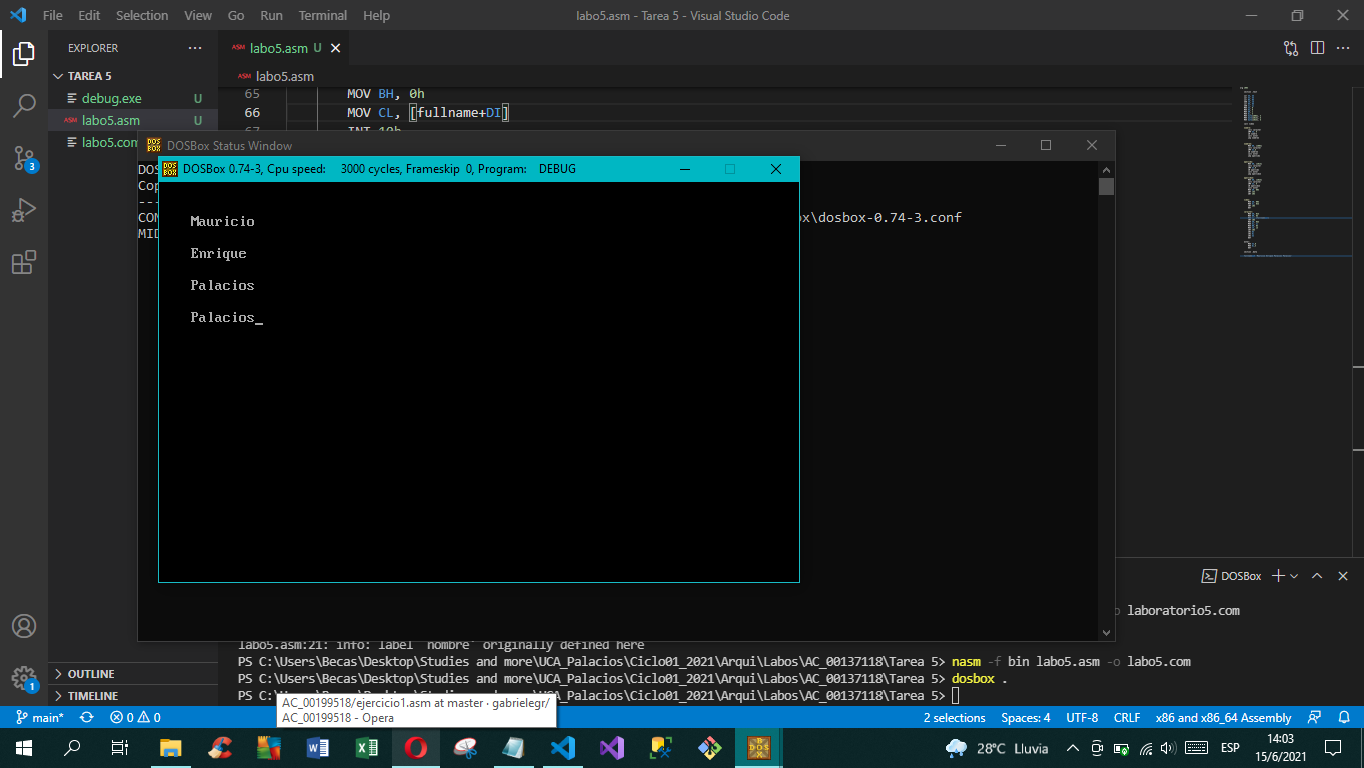 File Edit Selection View Go Run Terminal Help
labo5.asm - Tarea 5 - Visual Studio Code
EXPLORER
TAREA 5
debug.exe U
labo5.asm U
labo5.com
3
1
OUTLINE
TIMELINE
ASM labo5.asm U
ASM labo5.asm
65 MOV BH, 0h
66 MOV CL, [fullname+DI]
67 INT 10h
DOSBox Status Window
DOSBox 0.74-3, Cpu speed: 3000 cycles, Frameskip 0, Program: DEBUG
Mauricio
Enrique
Palacios
Palacios_
DOS
Cop
---
CON
x\dosbox-0.74-3.conf
MID
DOSBox
o laboratorio5.com
labo5.asm:21: info: label `nombre' originally defined here
PS C:\Users\Becas\Desktop\Studies and more\UCA_Palacios\Ciclo01_2021\Arqui\Labos\AC_00137118\Tarea 5> nasm -f bin labo5.asm -o labo5.com
PS C:\Users\Becas\Desktop\Studies and more\UCA_Palacios\Ciclo01_2021\Arqui\Labos\AC_00137118\Tarea 5> dosbox .
PS C:\Users\Becas\Desktop\Studies and more\UCA_Palacios\Ciclo01_2021\Arqui\Labos\AC_00137118\Tarea 5>
AC_00199518/ejercicio1.asm at master · gabrielegr/
AC_00199518 - Opera
main* 0 0 2 selections Spaces: 4 UTF-8 CRLF x86 and x86_64 Assembly
28°C Lluvia ESP 14:03
15/6/2021